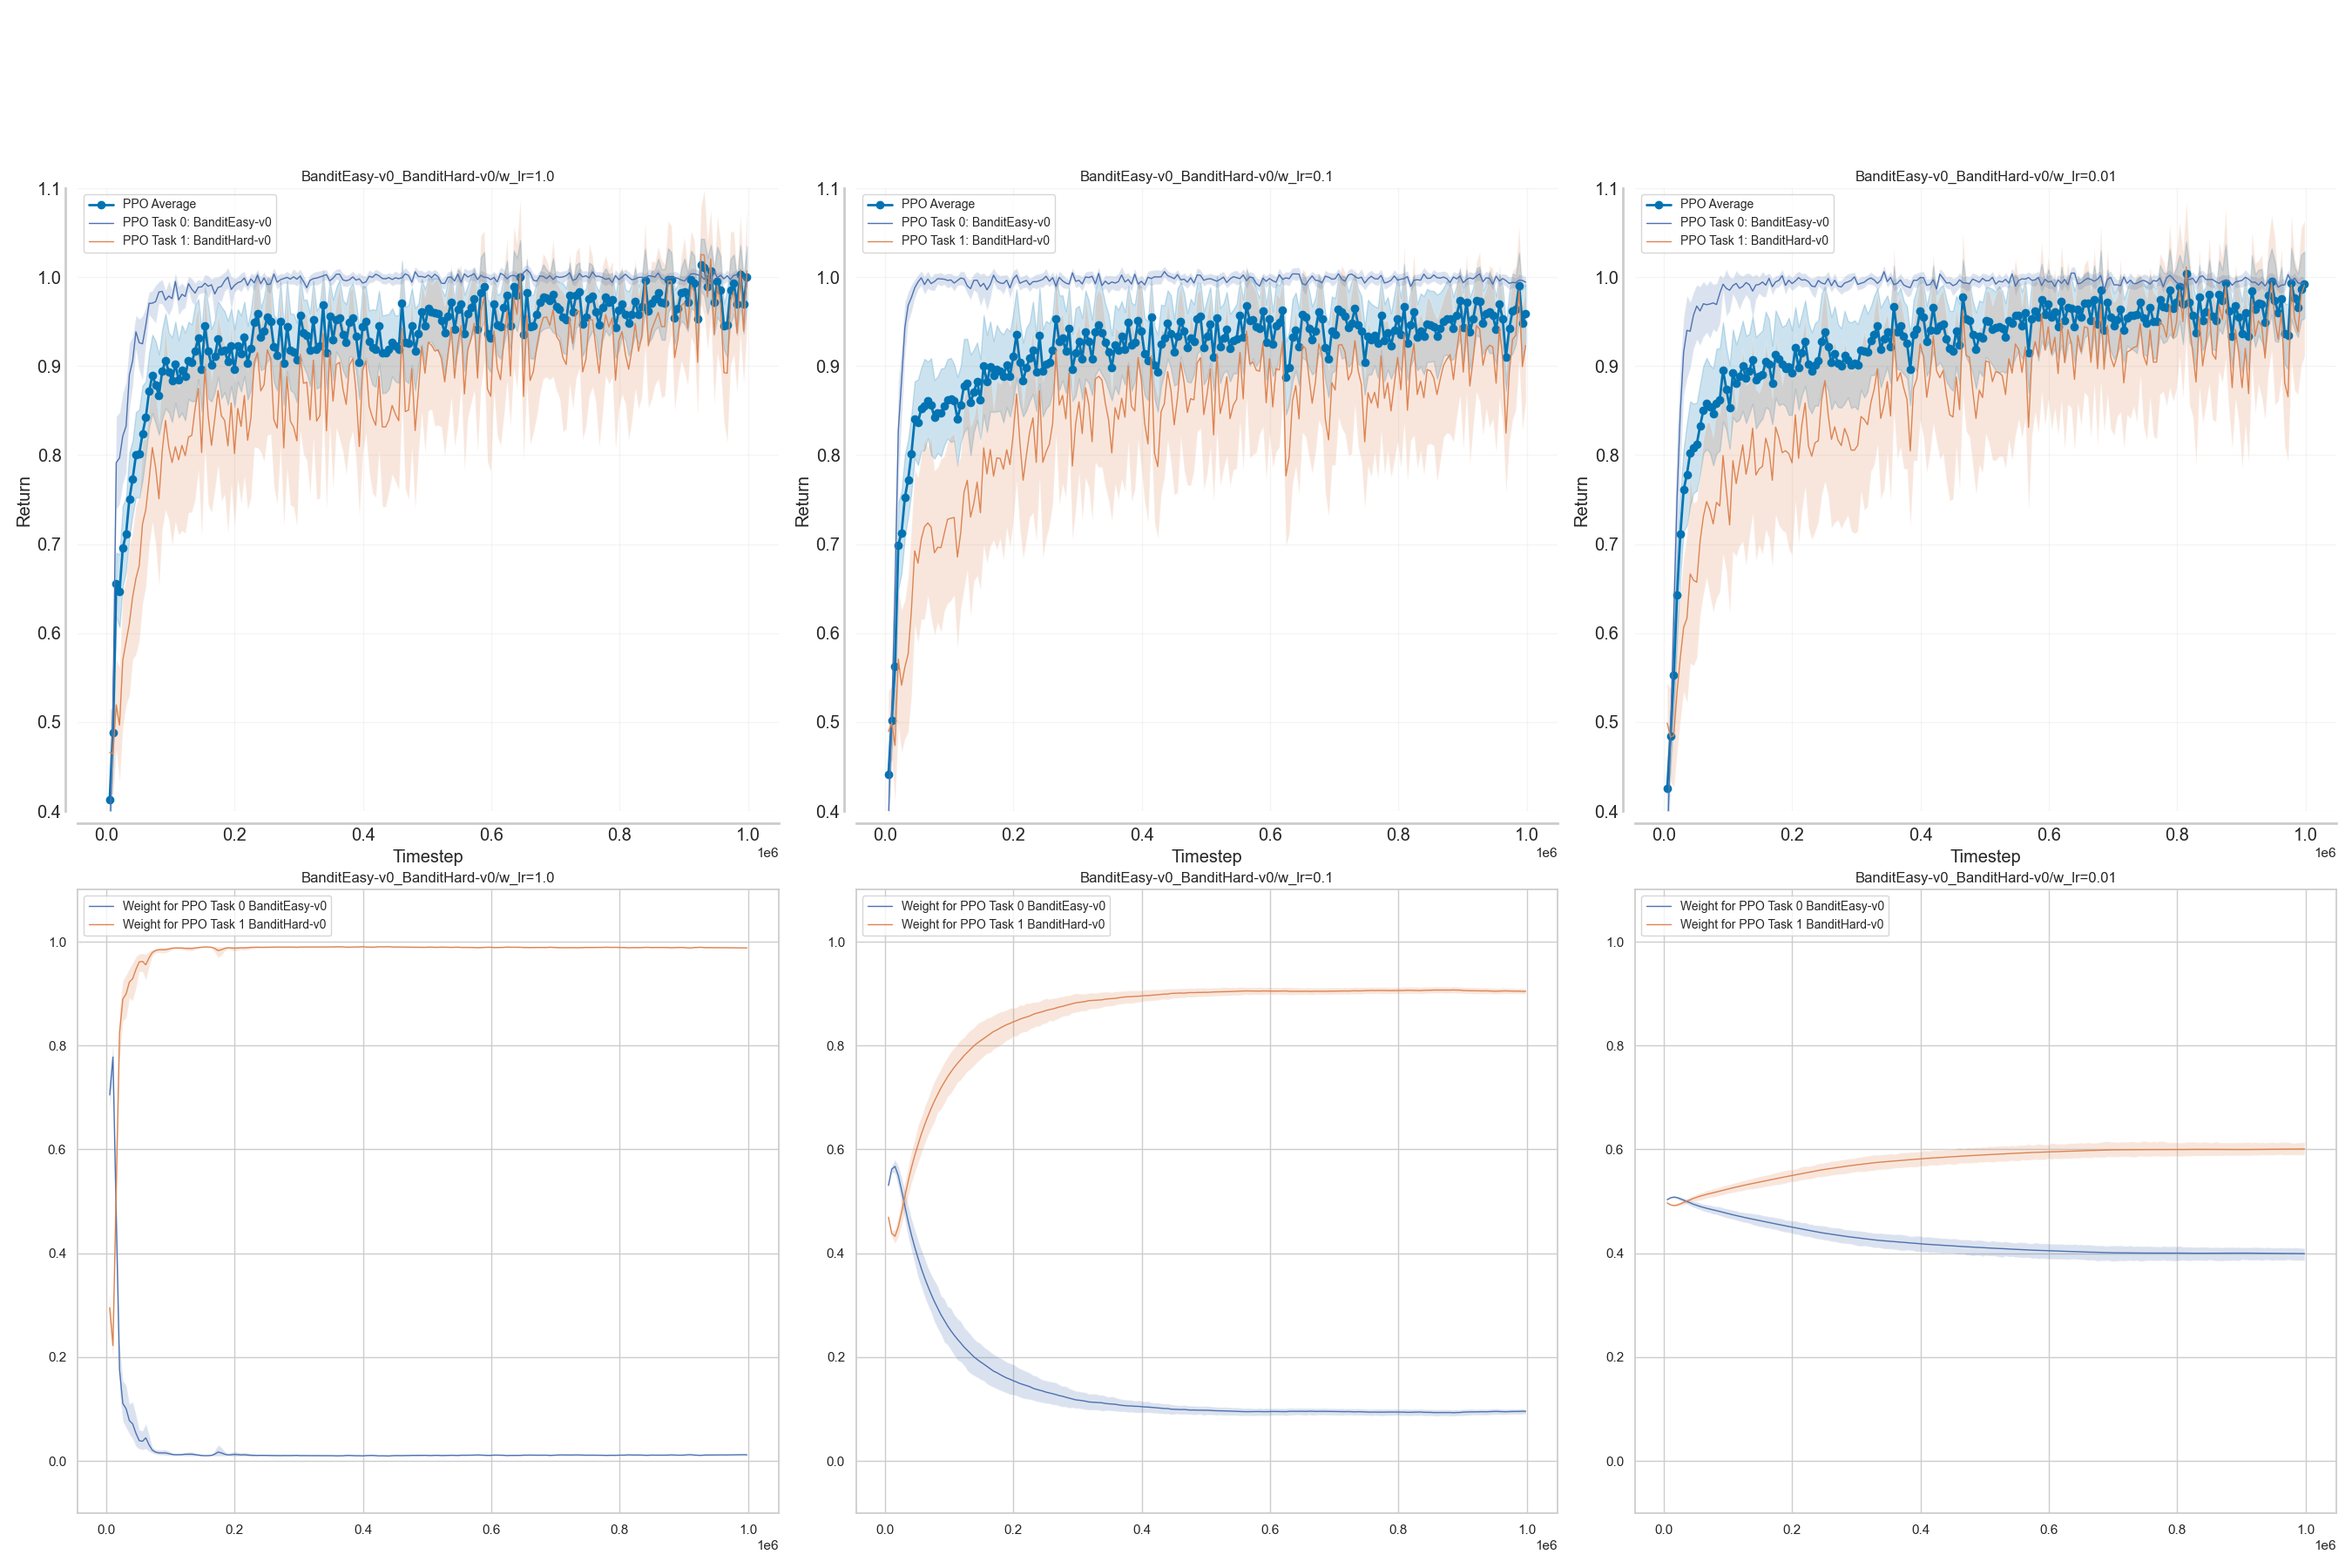 BanditEasy-v0_BanditHard-v0/w_lr=1.0
PPO Average
PPO Task 0: BanditEasy-v0
PPO Task 1: BanditHard-v0
1.1
1.0
0.9
0.8
0.7
0.6
0.5
0.4
Return
0.0 0.2 0.4 0.6 0.8 1.0
Timestep
1e6
BanditEasy-v0_BanditHard-v0/w_lr=0.1
PPO Average
PPO Task 0: BanditEasy-v0
PPO Task 1: BanditHard-v0
1.1
1.0
0.9
0.8
0.7
0.6
0.5
0.4
Return
0.0 0.2 0.4 0.6 0.8 1.0
Timestep
1e6
BanditEasy-v0_BanditHard-v0/w_lr=0.01
PPO Average
PPO Task 0: BanditEasy-v0
PPO Task 1: BanditHard-v0
1.1
1.0
0.9
0.8
0.7
0.6
0.5
0.4
Return
0.0 0.2 0.4 0.6 0.8 1.0
Timestep
1e6
BanditEasy-v0_BanditHard-v0/w_lr=1.0
Weight for PPO Task 0 BanditEasy-v0
Weight for PPO Task 1 BanditHard-v0
1.0
0.8
0.6
0.4
0.2
0.0
0.0 0.2 0.4 0.6 0.8 1.0
1e6
BanditEasy-v0_BanditHard-v0/w_lr=0.1
Weight for PPO Task 0 BanditEasy-v0
Weight for PPO Task 1 BanditHard-v0
1.0
0.8
0.6
0.4
0.2
0.0
0.0 0.2 0.4 0.6 0.8 1.0
1e6
BanditEasy-v0_BanditHard-v0/w_lr=0.01
Weight for PPO Task 0 BanditEasy-v0
Weight for PPO Task 1 BanditHard-v0
1.0
0.8
0.6
0.4
0.2
0.0
0.0 0.2 0.4 0.6 0.8 1.0
1e6